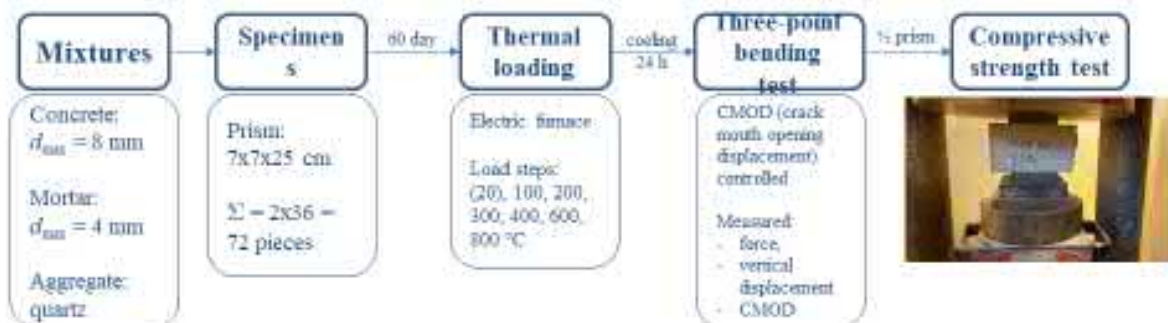 Mixtures
Specimen
s
60 day
Thermal
loading
cooling
24 h
Three-point
bending
test
½ prism
Compressive
strength test
Concrete:
dmax = 8 mm
Mortar:
dmax = 4 mm
Aggregate:
quartz
Prism:
7x7x25 cm
Σ = 2x36 =
72 pieces
Electric furnace
Load steps:
(20), 100, 200,
300, 400, 600,
800 °C
CMOD (crack
mouth opening
displacement)
controlled
Measured:
- force,
- vertical
displacement
- CMOD